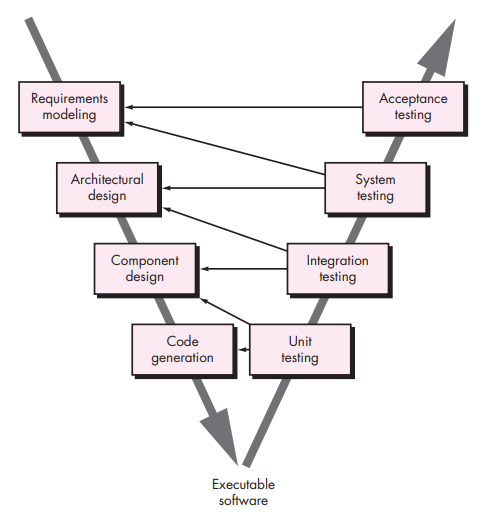 Requirements
modeling
Acceptance
testing
Architectural
design
System
testing
Component
design
Integration
testing
Code
generation
Unit
testing
Executable
software